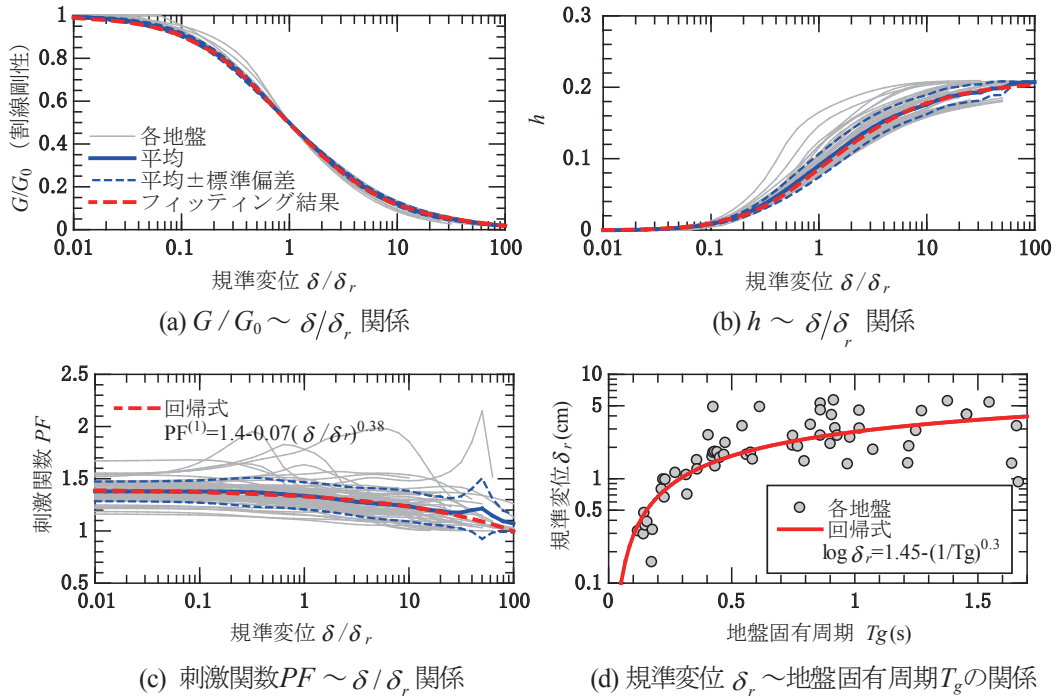 G/G0 (割線剛性)
1
0.8
0.6
0.4
0.2
0
各地盤
平均
平均±標準偏差
フィッティング結果
0.01 0.1 1 10 100
規準変位 δ/δr
(a) G / G0 ～ δ/δr 関係
h
0.3
0.2
0.1
0
0.01 0.1 1 10 100
規準変位 δ/δr
(b) h ～ δ/δr 関係
刺激関数 PF
2.5
2
1.5
1
0.5
回帰式
PF(1)=1.4-0.07(δ/δr)0.38
0.01 0.1 1 10 100
規準変位 δ/δr
(c) 刺激関数PF ～ δ/δr 関係
規準変位 δr (cm)
10
5
1
0.5
0.1
各地盤
回帰式
log δr=1.45-(1/Tg)0.3
0 0.5 1 1.5
地盤固有周期 Tg(s)
(d) 規準変位 δr ～地盤固有周期Tgの関係